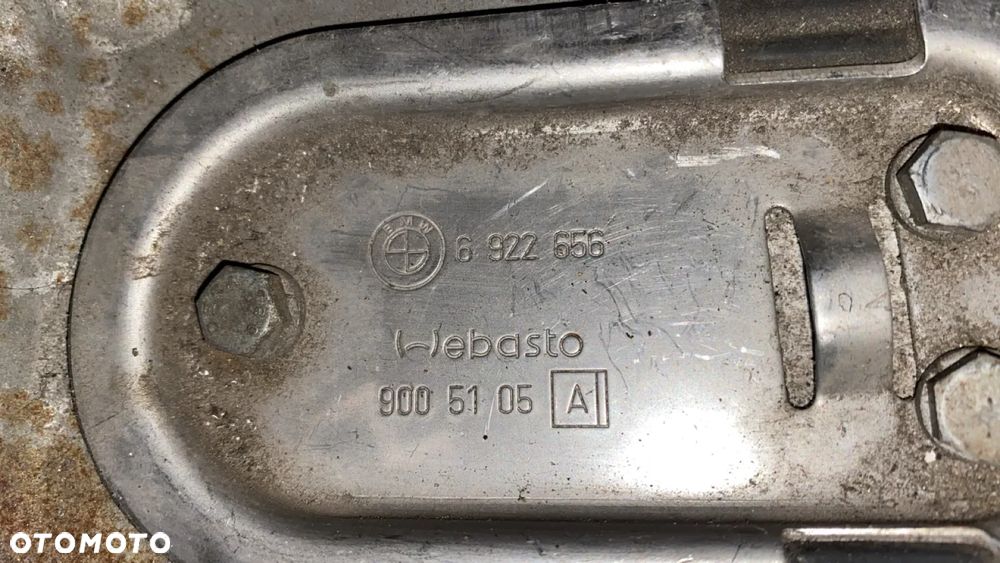 BMW 6 922 656
Webasto
900 51 05 A
OTOMOTO